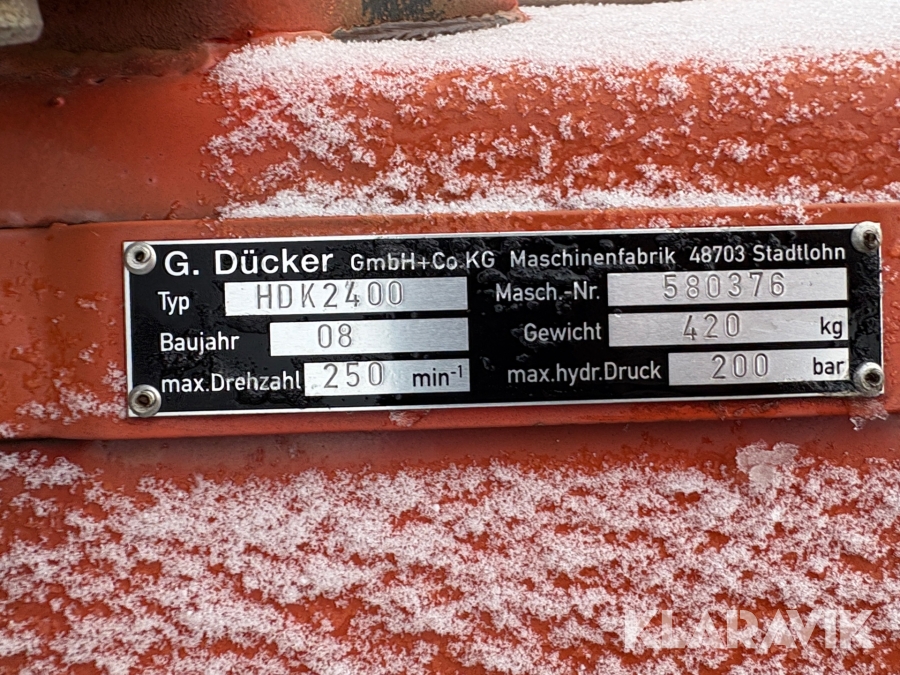 G. Dücker GmbH+Co.KG Maschinenfabrik 48703 Stadtlohn
Typ HDK2400 Masch.-Nr. 580376
Baujahr 08 Gewicht 420 kg
max.Drehzahl 250 min⁻¹ max.hydr.Druck 200 bar
KLARAVIK